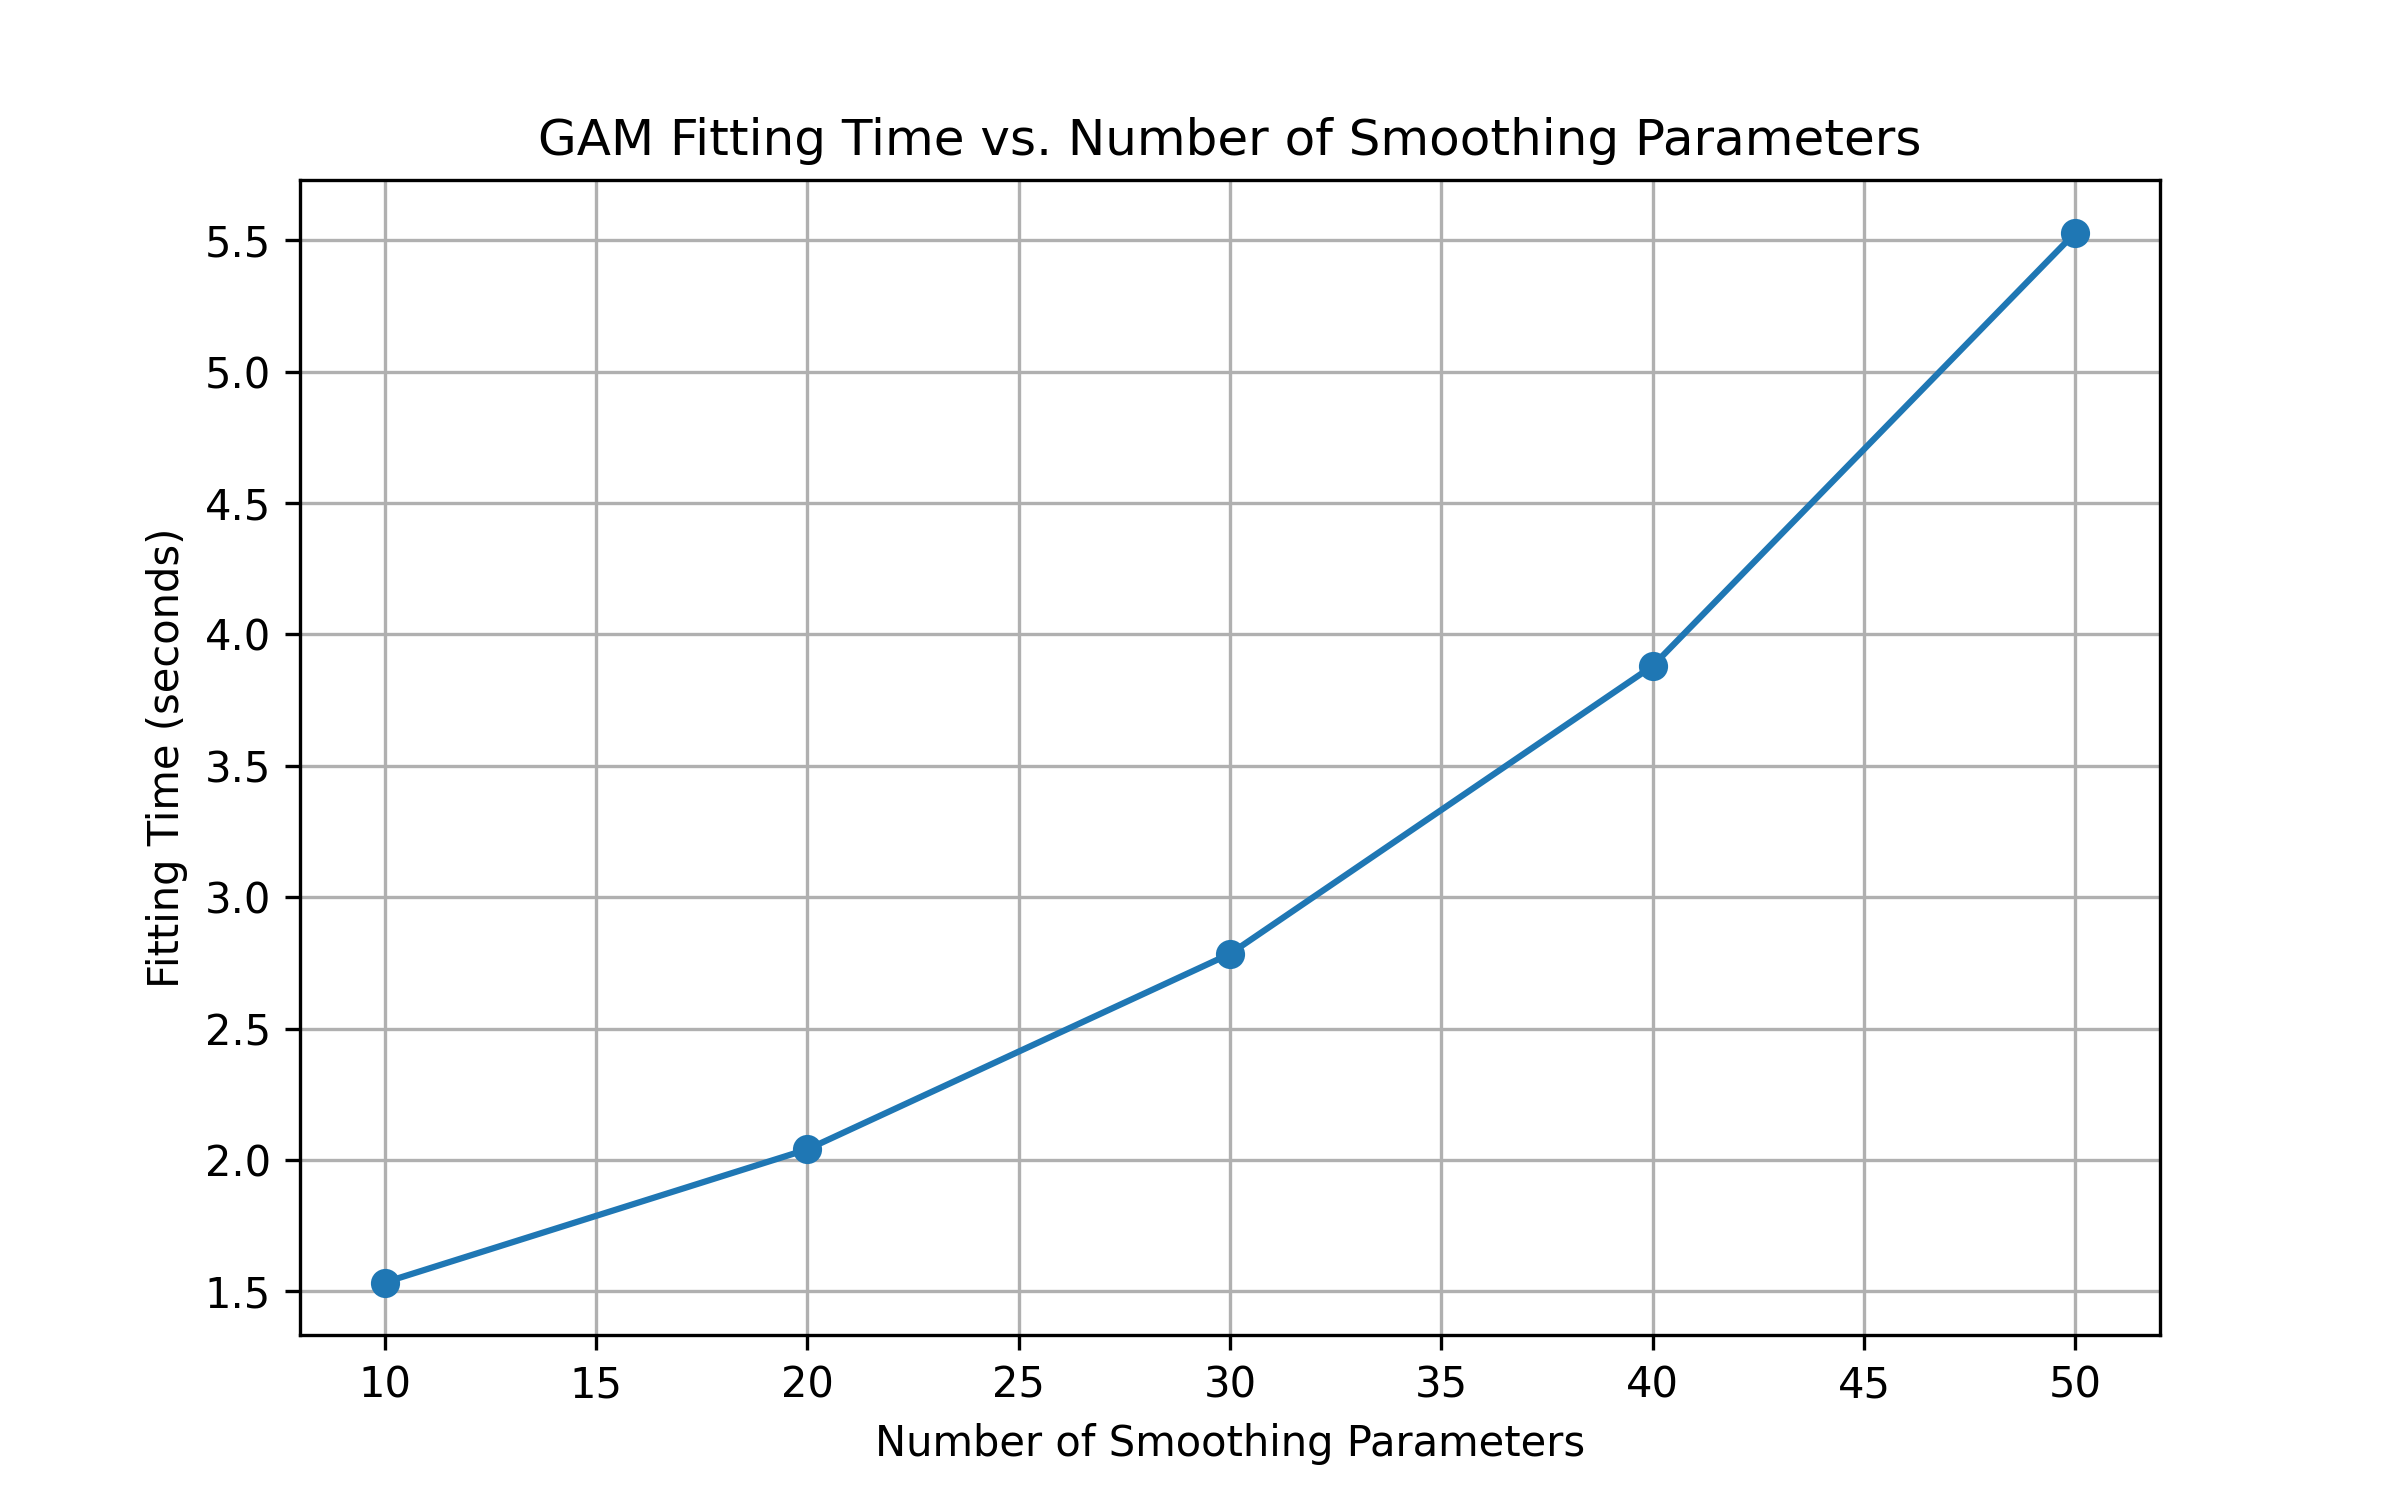 GAM Fitting Time vs. Number of Smoothing Parameters
Fitting Time (seconds)
5.5
5.0
4.5
4.0
3.5
3.0
2.5
2.0
1.5
10 15 20 25 30 35 40 45 50
Number of Smoothing Parameters